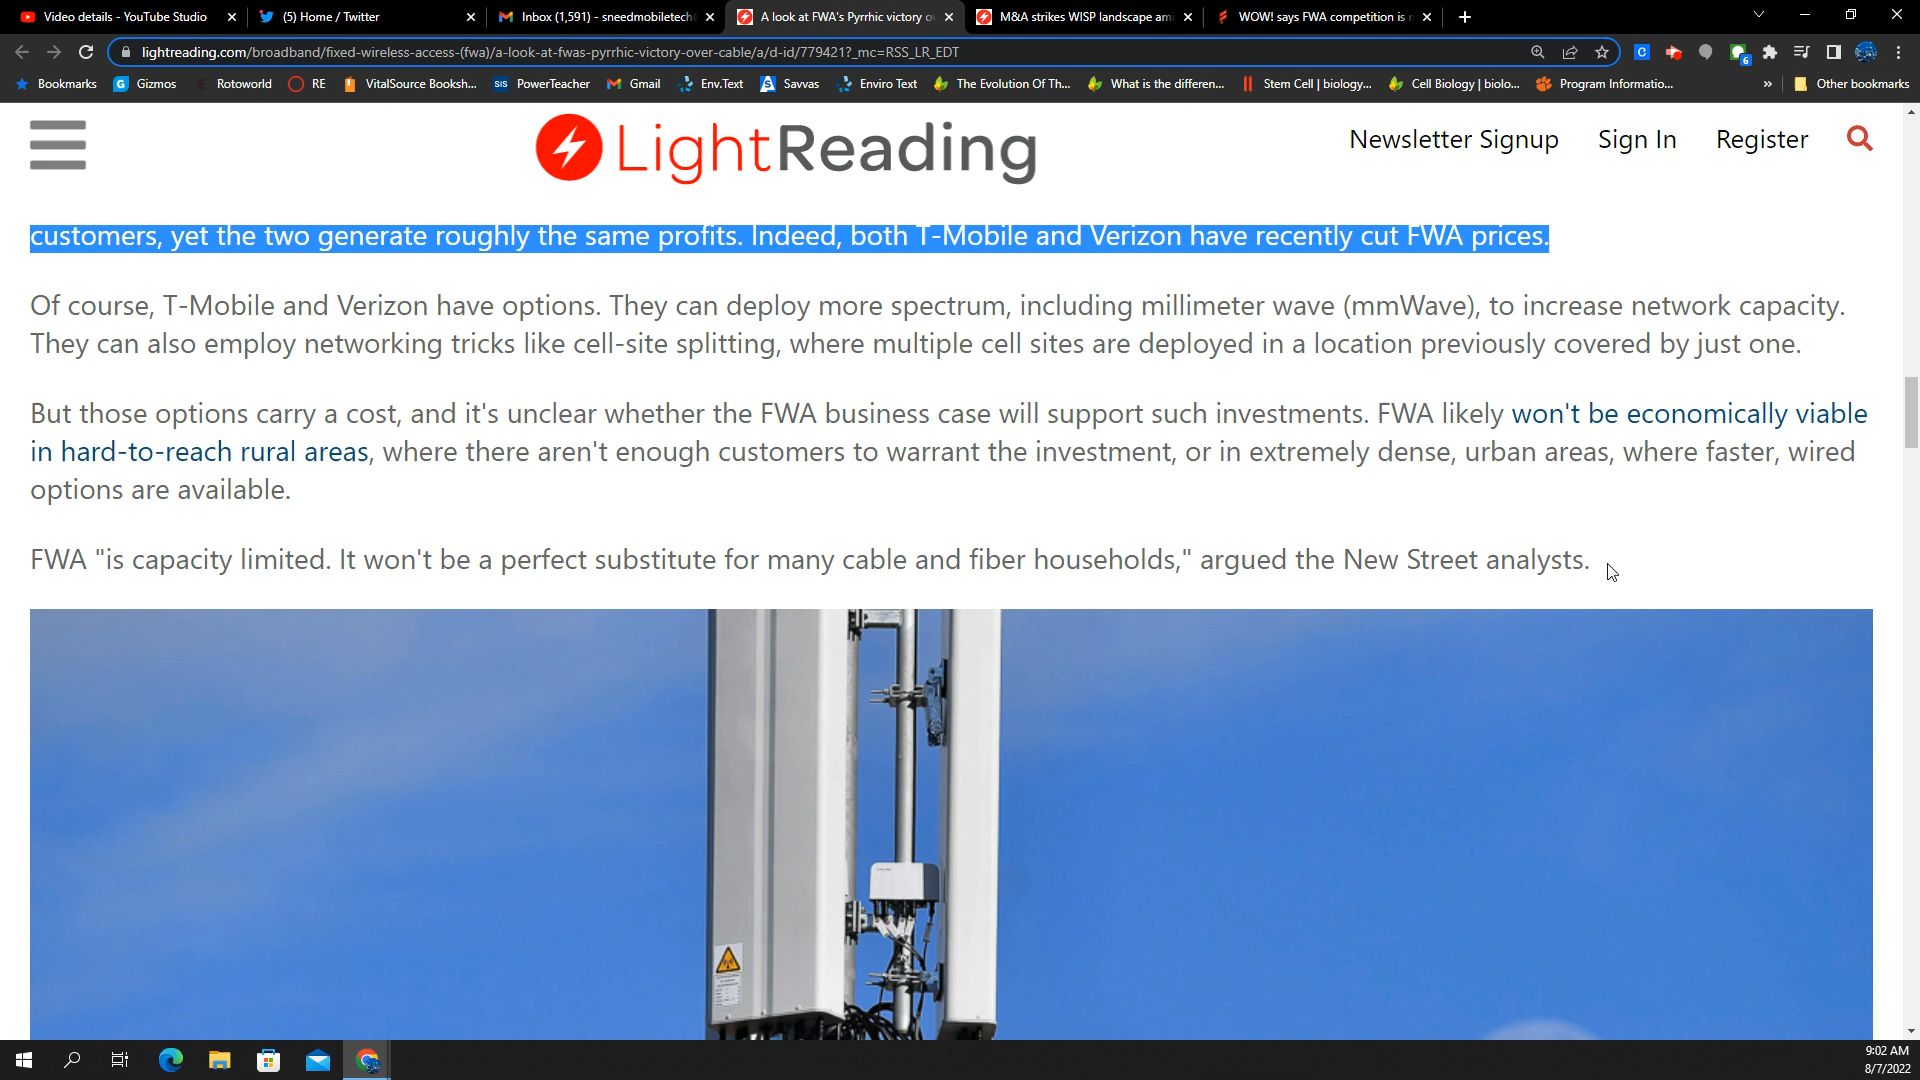 Video details - YouTube Studio
(5) Home / Twitter
Inbox (1,591) - sneedmobiletech
A look at FWA's Pyrrhic victory o
M&A strikes WISP landscape am
WOW! says FWA competition is
lightreading.com/broadband/fixed-wireless-access-(fwa)/a-look-at-fwas-pyrrhic-victory-over-cable/a/d-id/779421?_mc=RSS_LR_EDT
6
Bookmarks
Gizmos
Rotoworld
RE
VitalSource Booksh...
SIS
PowerTeacher
Gmail
Env.Text
Savvas
Enviro Text
The Evolution Of Th...
What is the differen...
Stem Cell | biology...
Cell Biology | biolo...
Program Informatio...
»
Other bookmarks
LightReading
Newsletter Signup
Sign In
Register
customers, yet the two generate roughly the same profits. Indeed, both T-Mobile and Verizon have recently cut FWA prices.
Of course, T-Mobile and Verizon have options. They can deploy more spectrum, including millimeter wave (mmWave), to increase network capacity.
They can also employ networking tricks like cell-site splitting, where multiple cell sites are deployed in a location previously covered by just one.
But those options carry a cost, and it's unclear whether the FWA business case will support such investments. FWA likely won't be economically viable
in hard-to-reach rural areas, where there aren't enough customers to warrant the investment, or in extremely dense, urban areas, where faster, wired
options are available.
FWA "is capacity limited. It won't be a perfect substitute for many cable and fiber households," argued the New Street analysts.
9:02 AM
8/7/2022